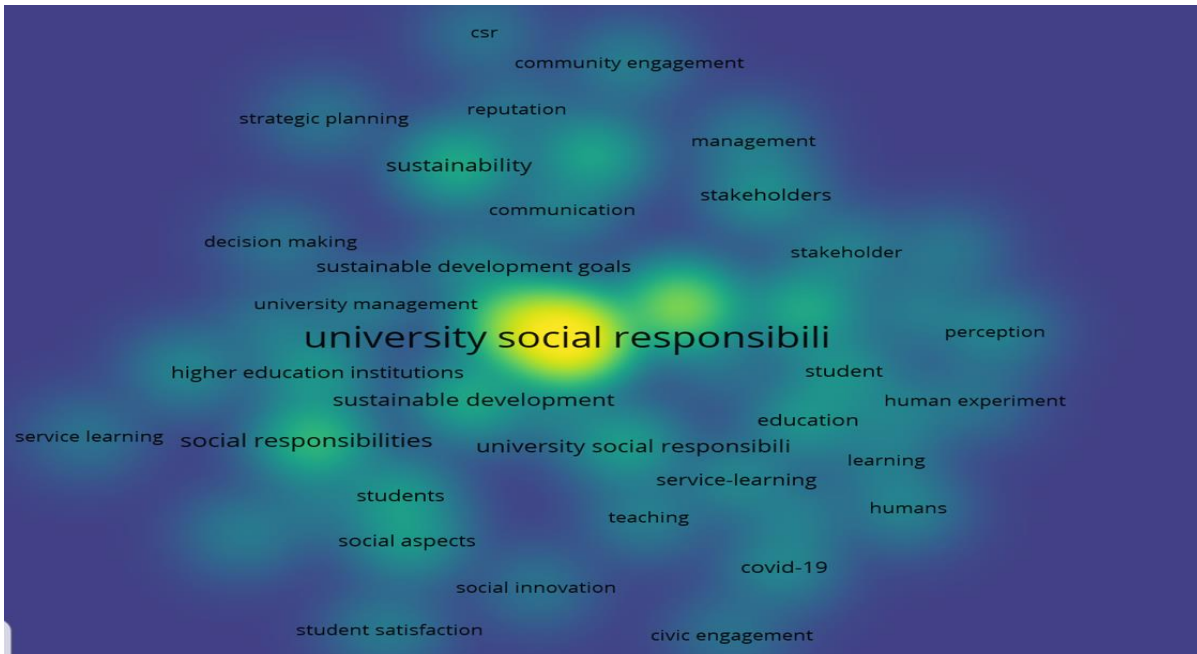 csr
community engagement
reputation
strategic planning
management
sustainability
stakeholders
communication
decision making
stakeholder
sustainable development goals
university management
university social responsibili
perception
higher education institutions
student
sustainable development
human experiment
education
service learning
social responsibilities
university social responsibili
learning
service-learning
students
humans
teaching
social aspects
covid-19
social innovation
student satisfaction
civic engagement